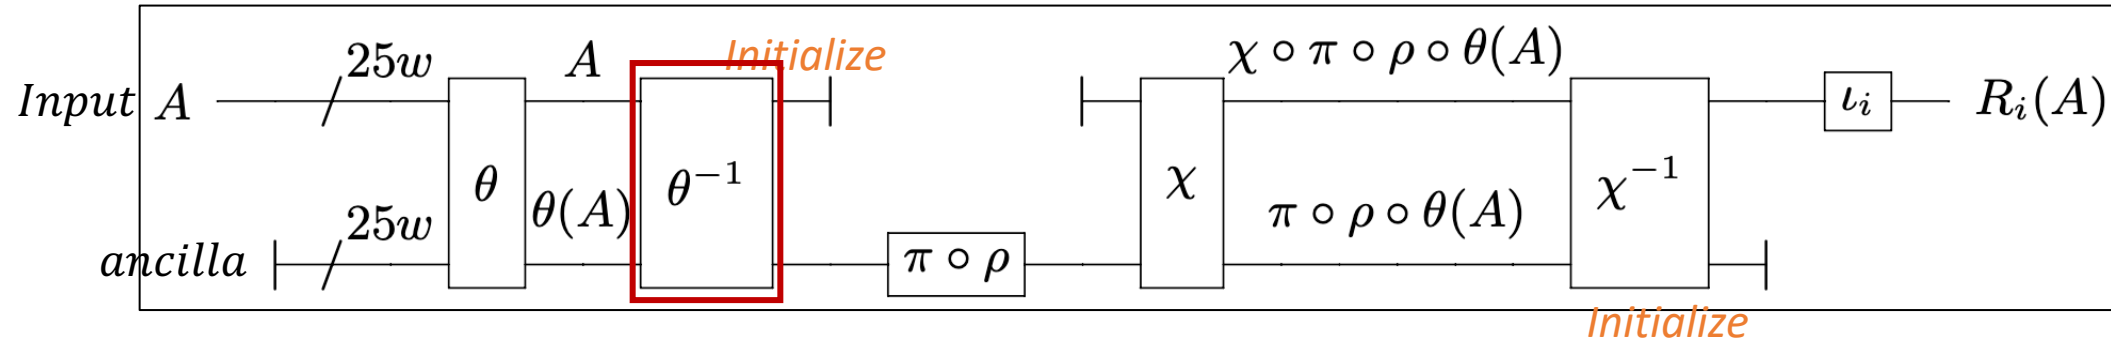 Initialize
25w A χ ∘ π ∘ ρ ∘ θ(A)
Input A ι_i R_i(A)
θ θ⁻¹ χ χ⁻¹
25w θ(A) π ∘ ρ ∘ θ(A)
ancilla π ∘ ρ
Initialize